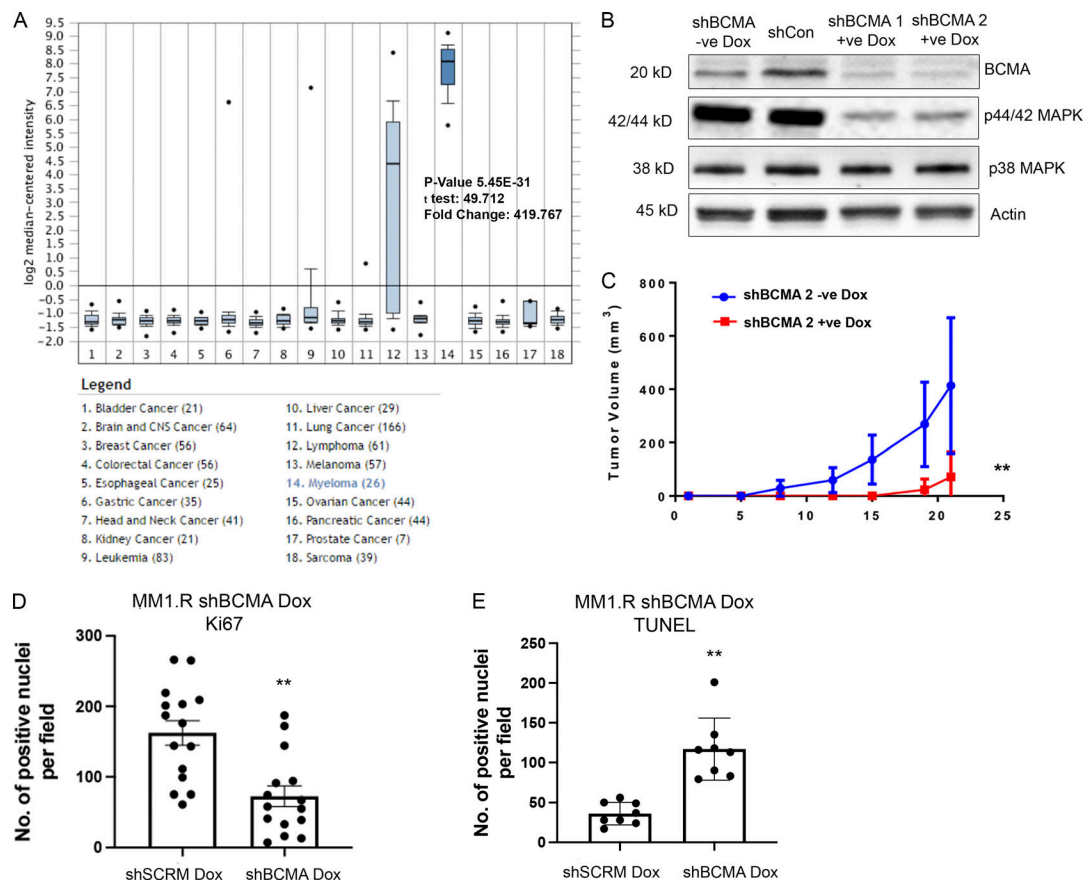 A
log2 median-centered intensity
9.5
9.0
8.5
8.0
7.5
7.0
6.5
6.0
5.5
5.0
4.5
4.0
3.5
3.0
2.5
2.0
1.5
1.0
0.5
0.0
-0.5
-1.0
-1.5
-2.0
P-Value 5.45E-31
t test: 49.712
Fold Change: 419.767
1 2 3 4 5 6 7 8 9 10 11 12 13 14 15 16 17 18
Legend
1. Bladder Cancer (21)
2. Brain and CNS Cancer (64)
3. Breast Cancer (56)
4. Colorectal Cancer (56)
5. Esophageal Cancer (25)
6. Gastric Cancer (35)
7. Head and Neck Cancer (41)
8. Kidney Cancer (21)
9. Leukemia (83)
10. Liver Cancer (29)
11. Lung Cancer (166)
12. Lymphoma (61)
13. Melanoma (57)
14. Myeloma (26)
15. Ovarian Cancer (44)
16. Pancreatic Cancer (44)
17. Prostate Cancer (7)
18. Sarcoma (39)
B
shBCMA
-ve Dox
shCon
shBCMA 1
+ve Dox
shBCMA 2
+ve Dox
20 kD
BCMA
42/44 kD
p44/42 MAPK
38 kD
p38 MAPK
45 kD
Actin
C
Tumor Volume (mm3)
800
600
400
200
0
shBCMA 2 -ve Dox
shBCMA 2 +ve Dox
**
0 5 10 15 20 25
D
MM1.R shBCMA Dox
Ki67
No. of positive nuclei
per field
300
200
100
0
**
shSCRM Dox
shBCMA Dox
E
MM1.R shBCMA Dox
TUNEL
No. of positive nuclei
per field
250
200
150
100
50
0
**
shSCRM Dox
shBCMA Dox